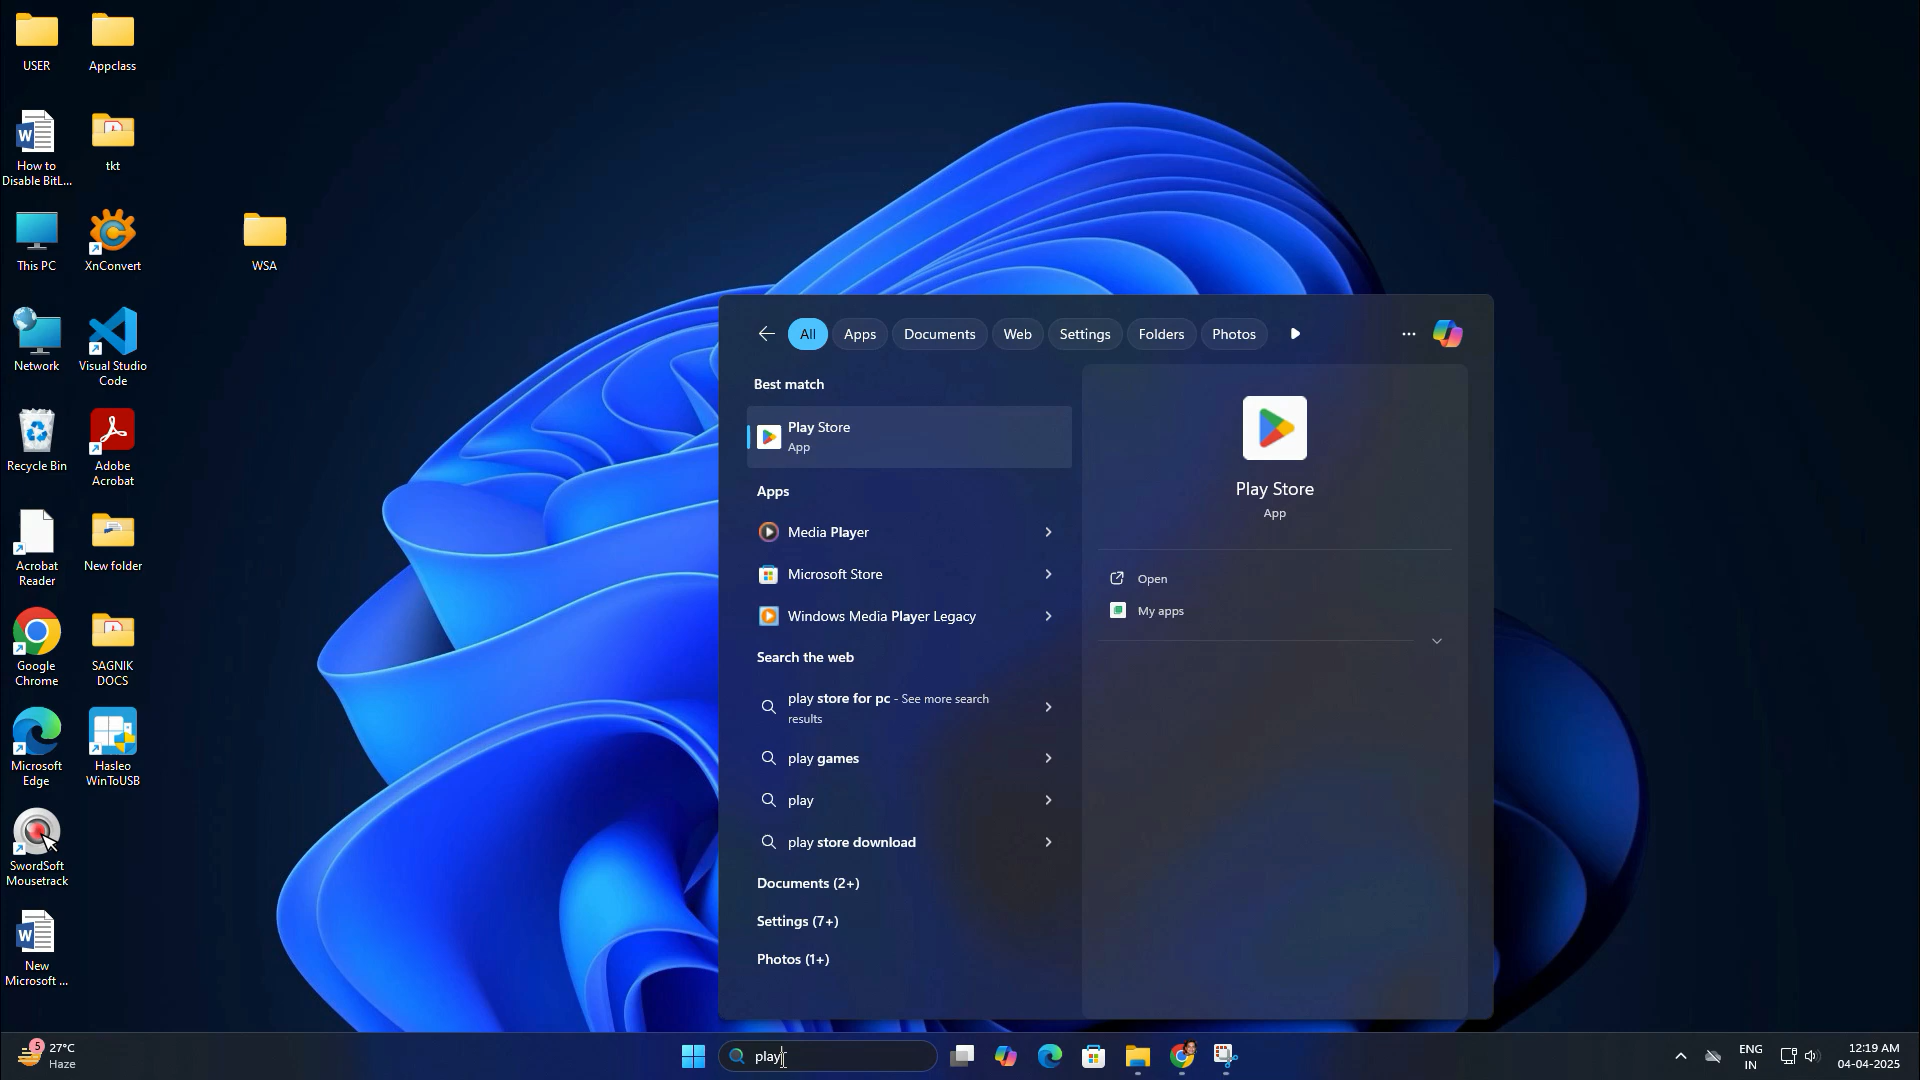 USER
Appclass
How to
Disable BitL...
tkt
This PC
XnConvert
WSA
Network
Visual Studio
Code
Recycle Bin
Adobe
Acrobat
Acrobat
Reader
New folder
Google
Chrome
SAGNIK
DOCS
Microsoft
Edge
Hasleo
WinToUSB
SwordSoft
Mousetrack
New
Microsoft ...
All
Apps
Documents
Web
Settings
Folders
Photos
Best match
Play Store
App
Apps
Media Player
Microsoft Store
Windows Media Player Legacy
Search the web
play store for pc - See more search
results
play games
play
play store download
Documents (2+)
Settings (7+)
Photos (1+)
Play Store
App
Open
My apps
5
27°C
Haze
play
ENG
IN
12:19 AM
04-04-2025